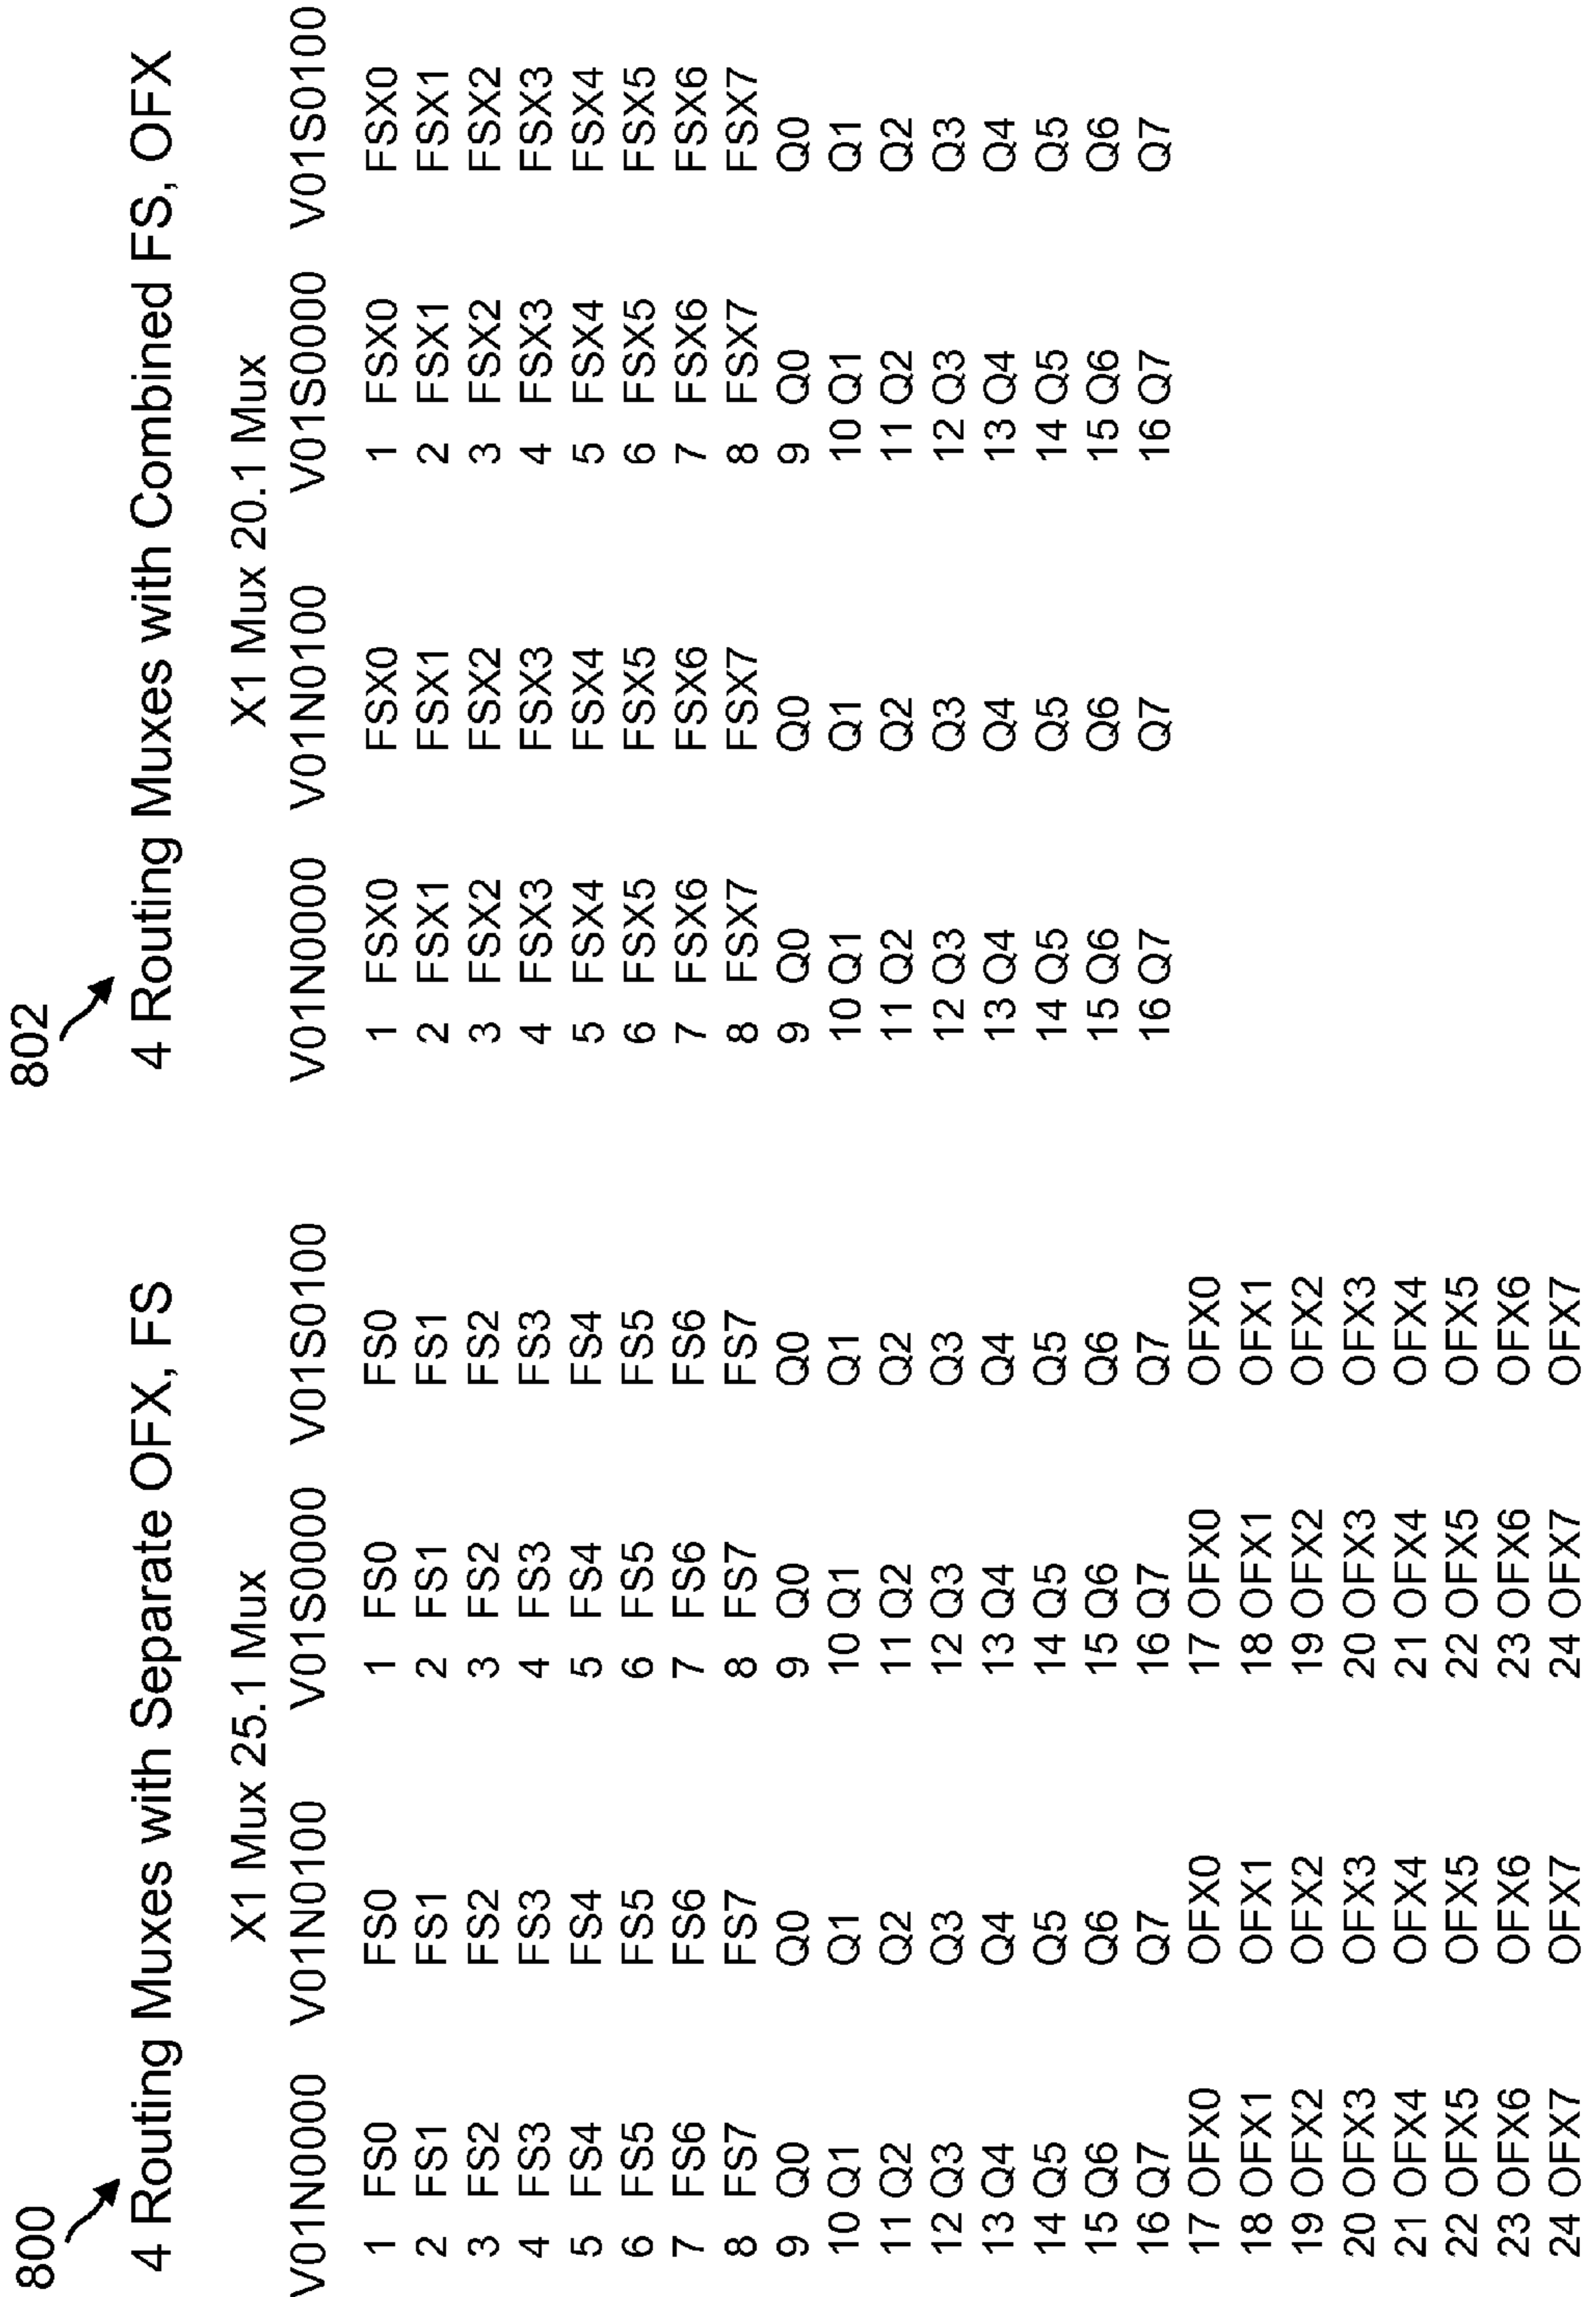 800
4 Routing Muxes with Separate OFX, FS
X1 Mux 25.1 Mux
V01N0000 V01N0100 V01S0000 V01S0100
1 FS0 FS0 1 FS0 FS0
2 FS1 FS1 2 FS1 FS1
3 FS2 FS2 3 FS2 FS2
4 FS3 FS3 4 FS3 FS3
5 FS4 FS4 5 FS4 FS4
6 FS5 FS5 6 FS5 FS5
7 FS6 FS6 7 FS6 FS6
8 FS7 FS7 8 FS7 FS7
9 Q0 Q0 9 Q0 Q0
10 Q1 Q1 10 Q1 Q1
11 Q2 Q2 11 Q2 Q2
12 Q3 Q3 12 Q3 Q3
13 Q4 Q4 13 Q4 Q4
14 Q5 Q5 14 Q5 Q5
15 Q6 Q6 15 Q6 Q6
16 Q7 Q7 16 Q7 Q7
17 OFX0 OFX0 17 OFX0 OFX0
18 OFX1 OFX1 18 OFX1 OFX1
19 OFX2 OFX2 19 OFX2 OFX2
20 OFX3 OFX3 20 OFX3 OFX3
21 OFX4 OFX4 21 OFX4 OFX4
22 OFX5 OFX5 22 OFX5 OFX5
23 OFX6 OFX6 23 OFX6 OFX6
24 OFX7 OFX7 24 OFX7 OFX7
802
4 Routing Muxes with Combined FS, OFX
X1 Mux 20.1 Mux
V01N0000 V01N0100 V01S0000 V01S0100
1 FSX0 FSX0 1 FSX0 FSX0
2 FSX1 FSX1 2 FSX1 FSX1
3 FSX2 FSX2 3 FSX2 FSX2
4 FSX3 FSX3 4 FSX3 FSX3
5 FSX4 FSX4 5 FSX4 FSX4
6 FSX5 FSX5 6 FSX5 FSX5
7 FSX6 FSX6 7 FSX6 FSX6
8 FSX7 FSX7 8 FSX7 FSX7
9 Q0 Q0 9 Q0 Q0
10 Q1 Q1 10 Q1 Q1
11 Q2 Q2 11 Q2 Q2
12 Q3 Q3 12 Q3 Q3
13 Q4 Q4 13 Q4 Q4
14 Q5 Q5 14 Q5 Q5
15 Q6 Q6 15 Q6 Q6
16 Q7 Q7 16 Q7 Q7